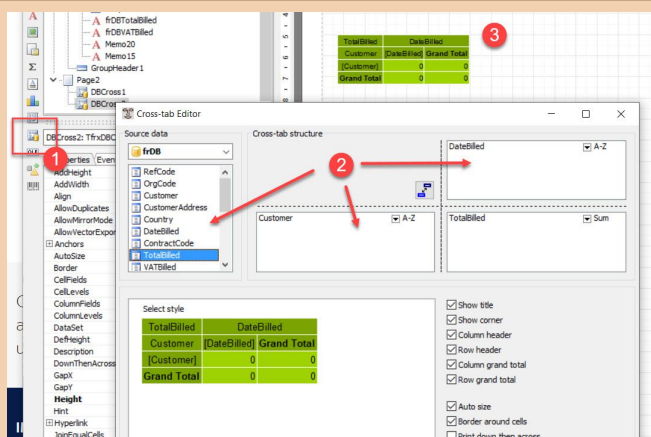 A frDBTotalBilled
A frDBVATBilled
A Memo20
A Memo15
GroupHeader1
Page2
DBCross1
DBCross2
DBCross2: TfrxDBC
Properties Even
AddHeight
AddWidth
Align
AllowDuplicates
AllowMirrorMode
AllowVectorExpor
Anchors
AutoSize
Border
CellFields
CellLevels
ColumnFields
ColumnLevels
DataSet
DefHeight
Description
DownThenAcross
GapX
GapY
Height
Hint
Hyperlink
JoinEqualCells
1
TotalBilled DateBilled
Customer [DateBilled] Grand Total
[Customer] 0 0
Grand Total 0 0
3
Cross-tab Editor
Source data
frDB
RefCode
OrgCode
Customer
CustomerAddress
Country
DateBilled
ContractCode
TotalBilled
VATBilled
Cross-tab structure
2
DateBilled A-Z
Customer A-Z
TotalBilled Sum
Select style
TotalBilled DateBilled
Customer [DateBilled] Grand Total
[Customer] 0 0
Grand Total 0 0
Show title
Show corner
Column header
Row header
Column grand total
Row grand total
Auto size
Border around cells
Print down then across